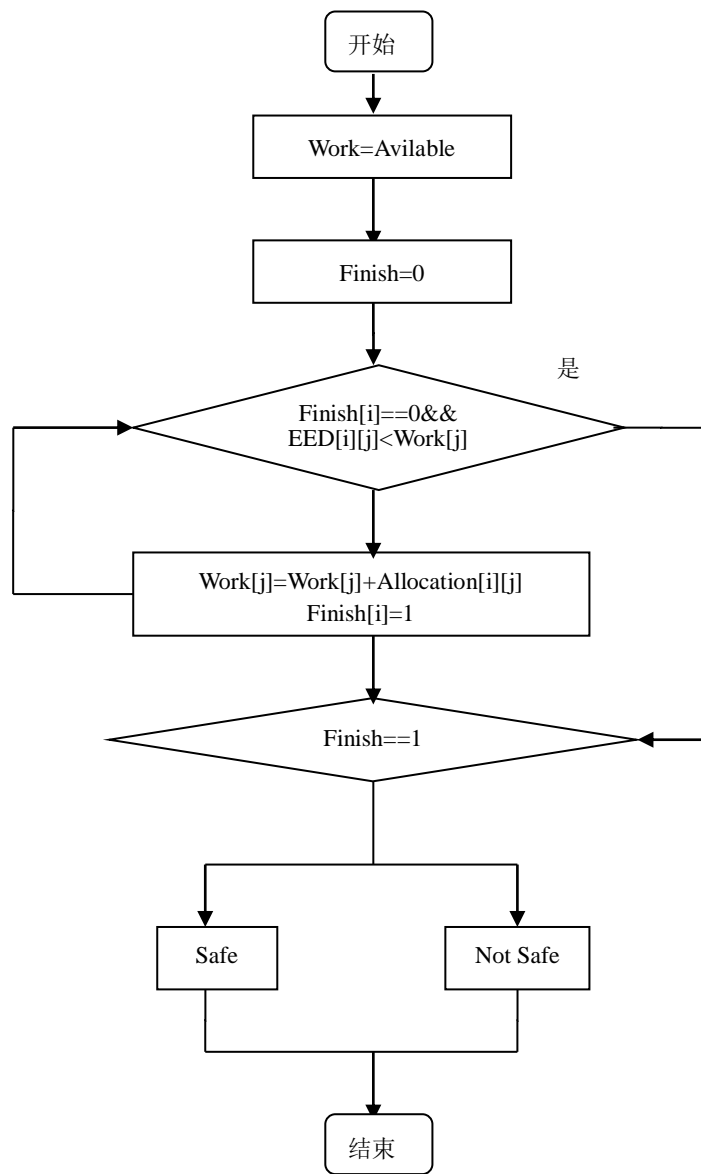 开始
Work=Avilable
Finish=0
是
Finish[i]==0&&
EED[i][j]<Work[j]
Work[j]=Work[j]+Allocation[i][j]
Finish[i]=1
Finish==1
Safe
Not Safe
结束